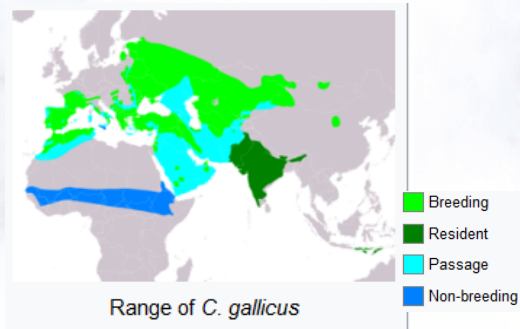 Breeding
Resident
Passage
Non-breeding
Range of C. gallicus